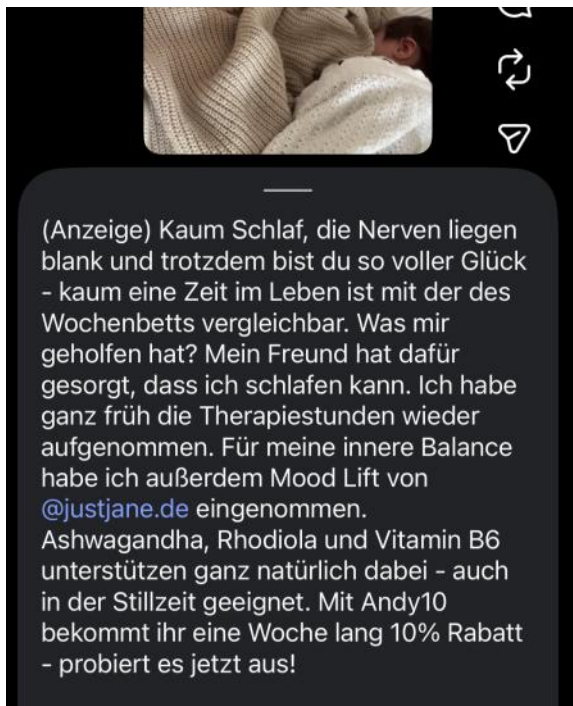 (Anzeige) Kaum Schlaf, die Nerven liegen
blank und trotzdem bist du so voller Glück
- kaum eine Zeit im Leben ist mit der des
Wochenbetts vergleichbar. Was mir
geholfen hat? Mein Freund hat dafür
gesorgt, dass ich schlafen kann. Ich habe
ganz früh die Therapiestunden wieder
aufgenommen. Für meine innere Balance
habe ich außerdem Mood Lift von
@justjane.de eingenommen.
Ashwagandha, Rhodiola und Vitamin B6
unterstützen ganz natürlich dabei - auch
in der Stillzeit geeignet. Mit Andy10
bekommt ihr eine Woche lang 10% Rabatt
- probiert es jetzt aus!